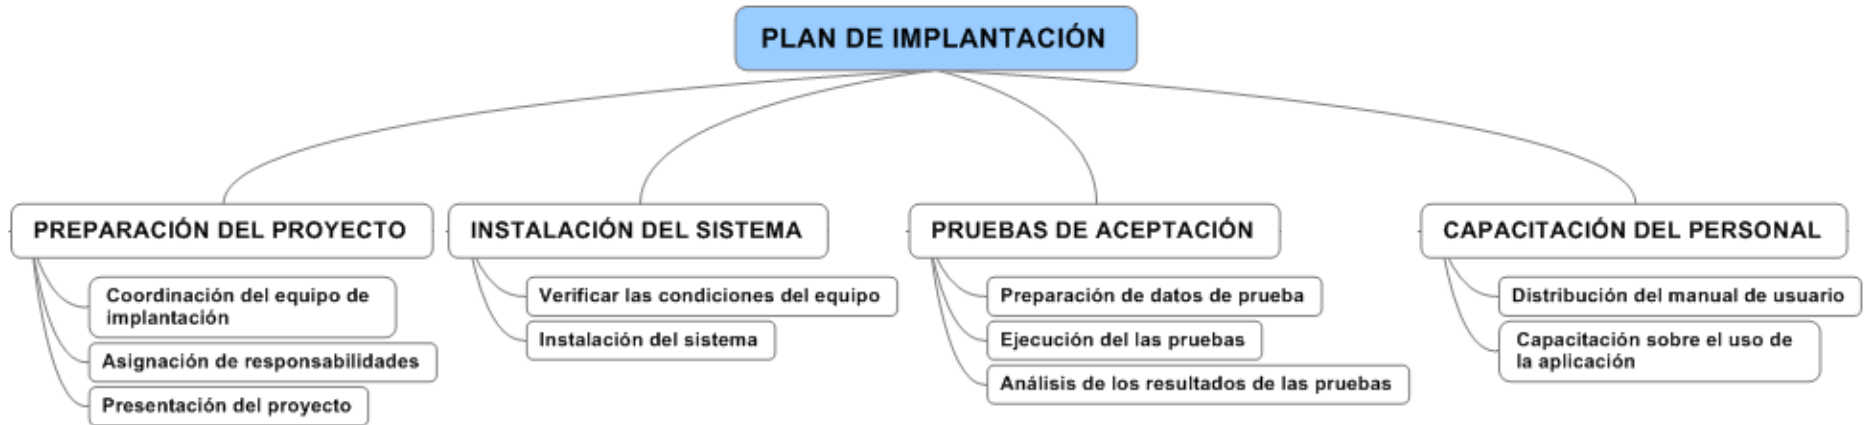 PLAN DE IMPLANTACIÓN
PREPARACIÓN DEL PROYECTO
Coordinación del equipo de
implantación
Asignación de responsabilidades
Presentación del proyecto
INSTALACIÓN DEL SISTEMA
Verificar las condiciones del equipo
Instalación del sistema
PRUEBAS DE ACEPTACIÓN
Preparación de datos de prueba
Ejecución del las pruebas
Análisis de los resultados de las pruebas
CAPACITACIÓN DEL PERSONAL
Distribución del manual de usuario
Capacitación sobre el uso de
la aplicación